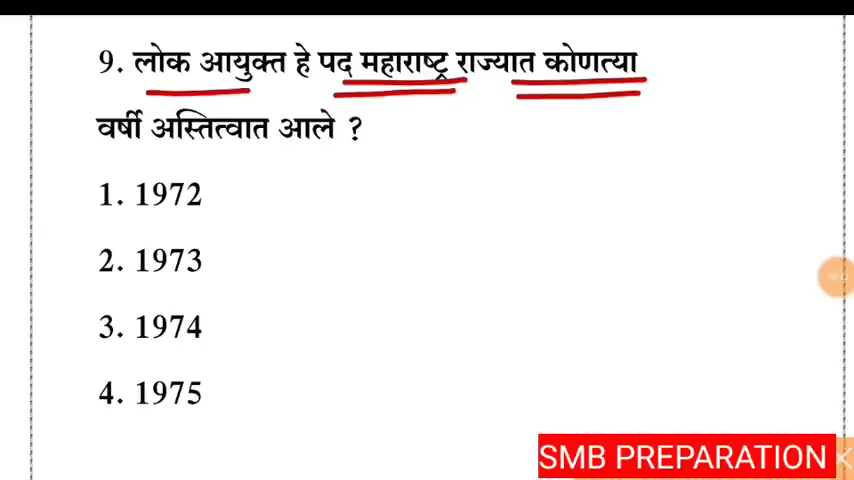 9. लोक आयुक्त हे पद महाराष्ट्र राज्यात कोणत्या
वर्षी अस्तित्वात आले ?
1. 1972
2. 1973
3. 1974
4. 1975
SMB PREPARATION